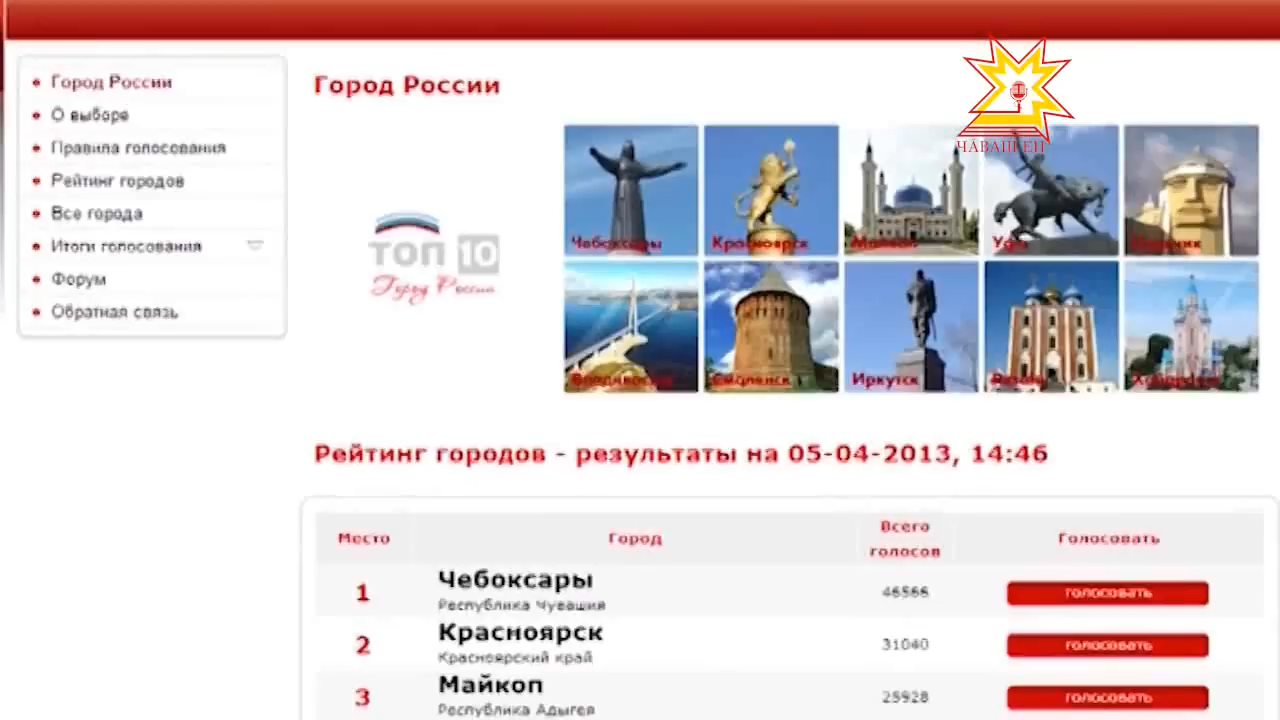 Город России
О выборе
Правила голосования
Рейтинг городов
Все города
Итоги голосования
Форум
Обратная связь
Город России
ЧӐВАШ ЕН
ТОП 10
Город России
Чебоксары
Красноярск
Майкоп
Уфа
Владивосток
Смоленск
Иркутск
Рязань
Хабаровск
Рейтинг городов - результаты на 05-04-2013, 14:46
Место Город Всего голосов Голосовать
1 Чебоксары 46566 голосовать
Республика Чувашия
2 Красноярск 31040 голосовать
Красноярский край
3 Майкоп 25928 голосовать
Республика Адыгея